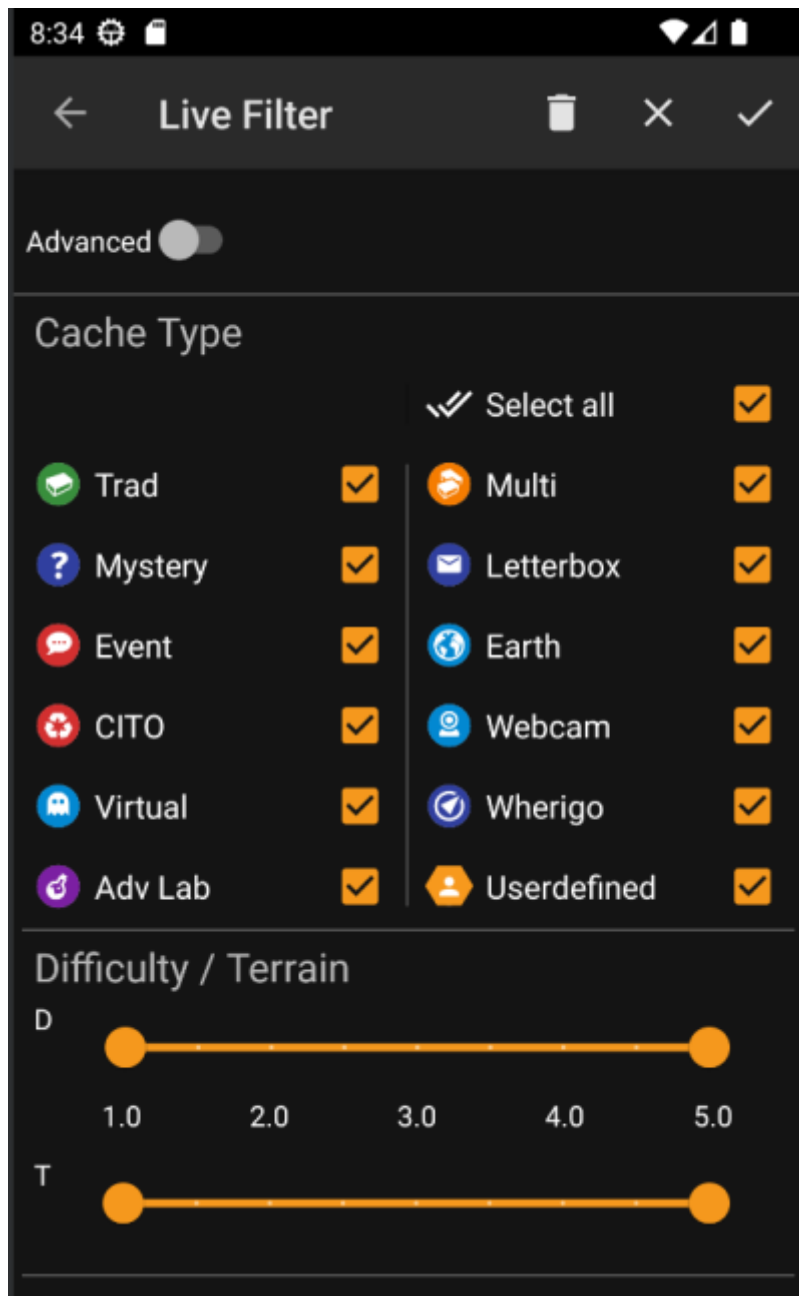 8:34
Live Filter
Advanced
Cache Type
Select all
Trad Multi
Mystery Letterbox
Event Earth
CITO Webcam
Virtual Wherigo
Adv Lab Userdefined
Difficulty / Terrain
D
1.0 2.0 3.0 4.0 5.0
T